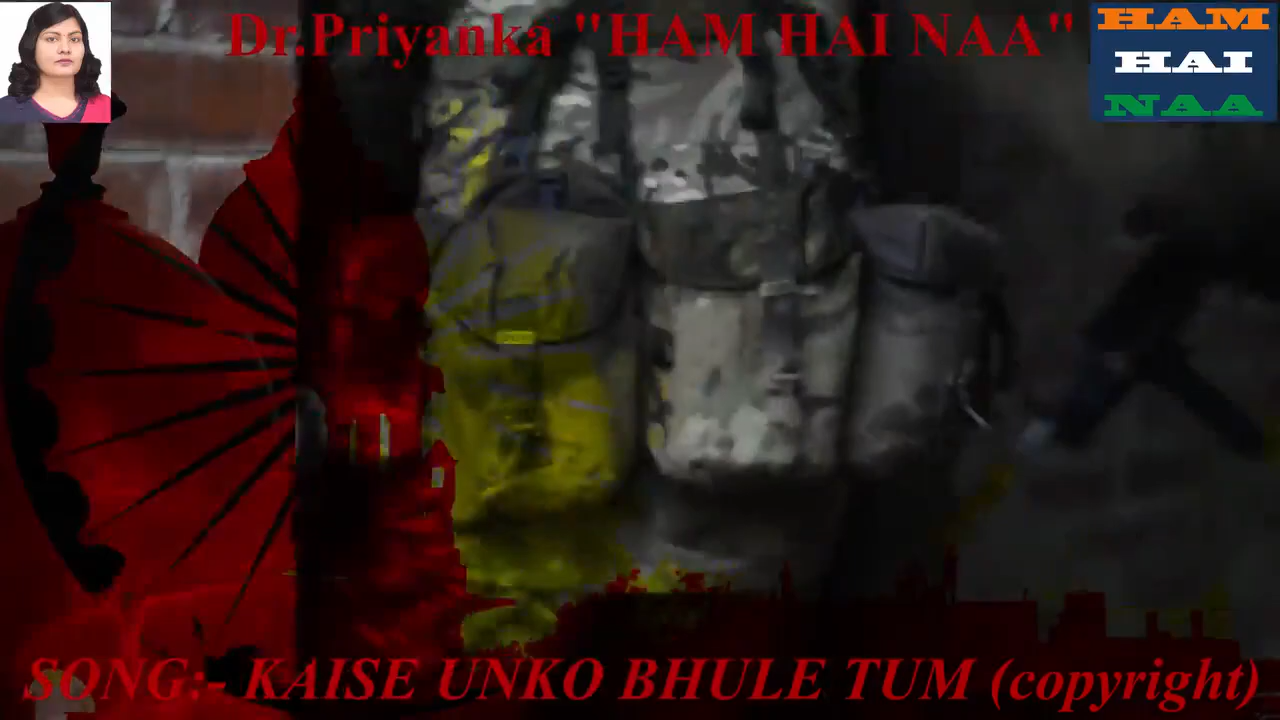 Dr.Priyanka "HAM HAI NAA"
HAM
HAI
NAA
SONG:- KAISE UNKO BHULE TUM (copyright)